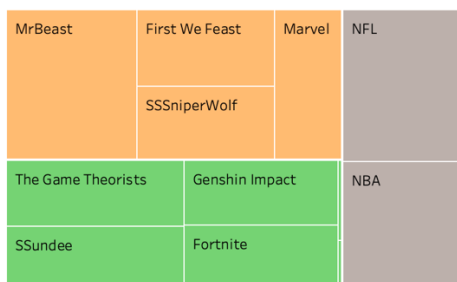 MrBeast
First We Feast
Marvel
NFL
SSSniperWolf
The Game Theorists
Genshin Impact
NBA
SSundee
Fortnite